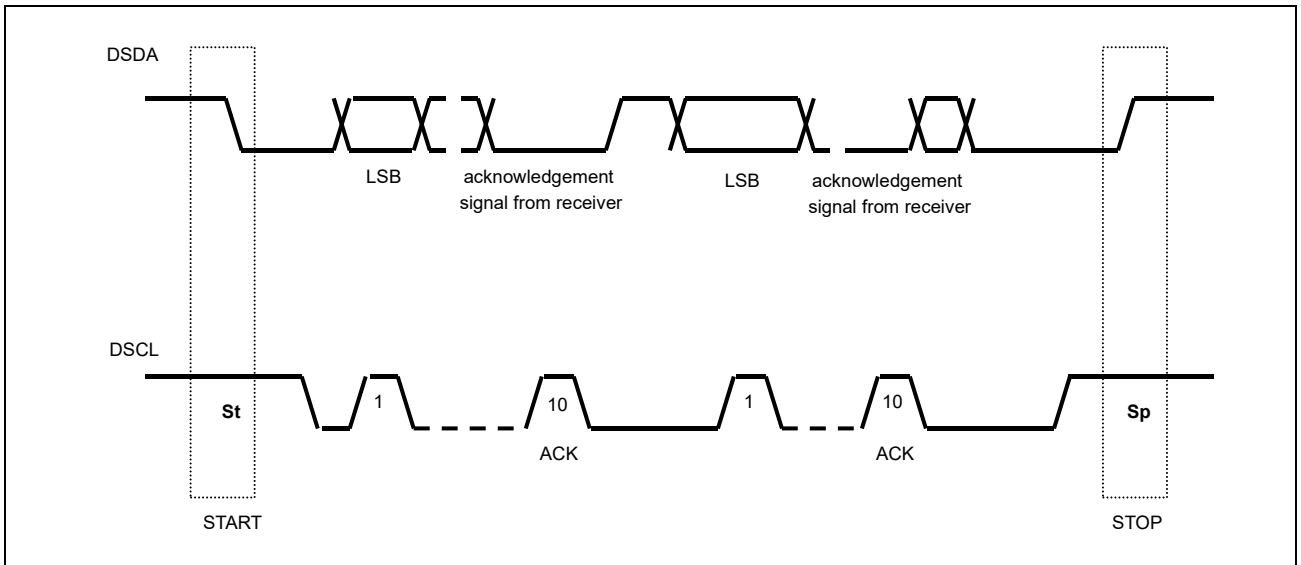 DSDA
LSB
acknowledgement
signal from receiver
LSB
acknowledgement
signal from receiver
DSCL
St
1
10
1
10
Sp
ACK
ACK
START
STOP